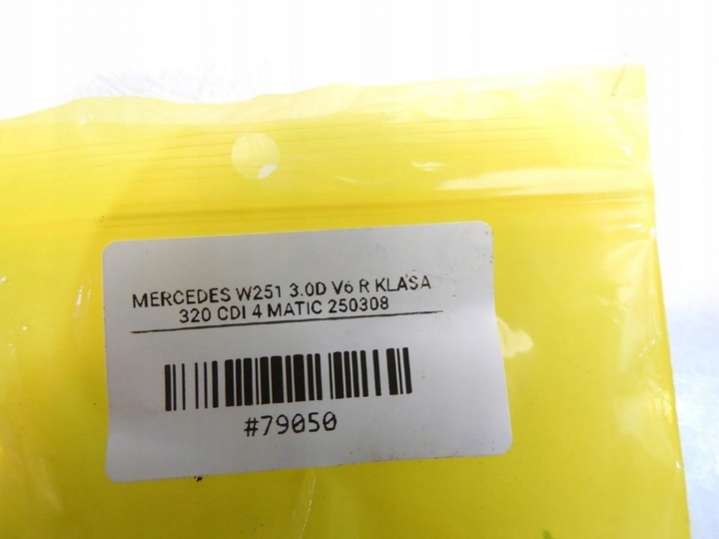 MERCEDES W251 3.0D V6 R KLASA
320 CDI 4 MATIC 250308
#79050